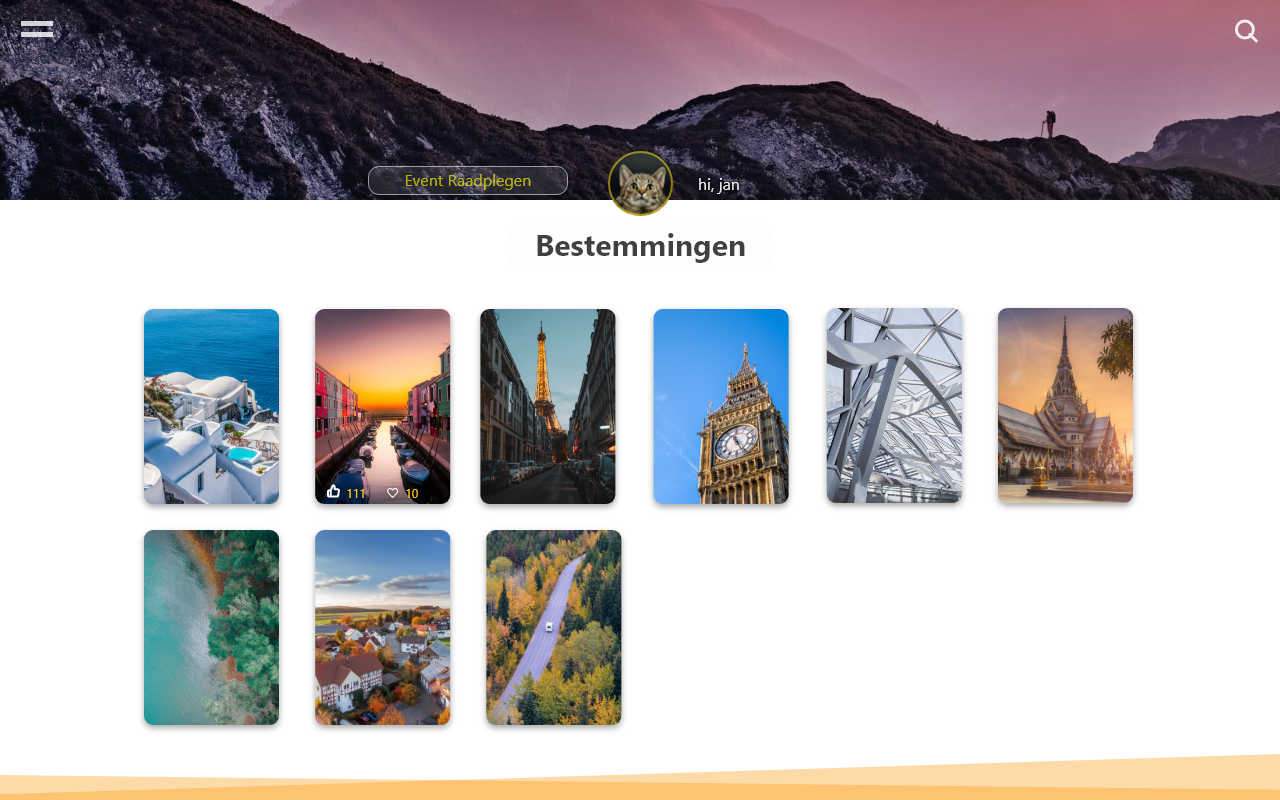 Event Raadplegen
hi, jan
Bestemmingen
111
10